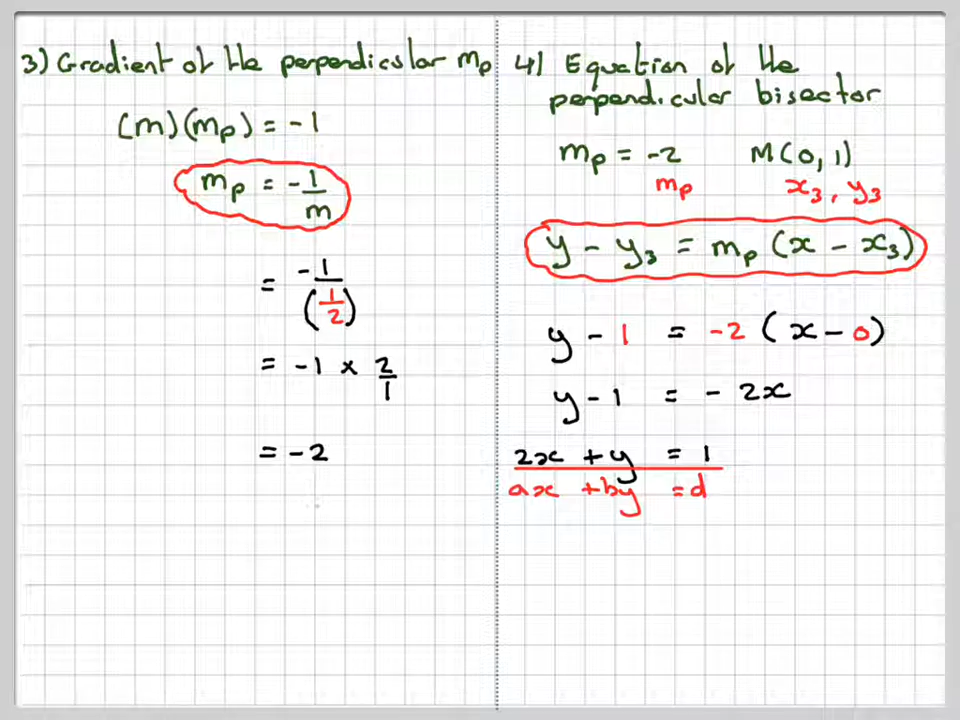 3) Gradient of the perpendicular mₚ
(m)(mₚ) = -1
mₚ = -1/m
= -1/(1/2)
= -1 × 2/1
= -2
4) Equation of the
perpendicular bisector
mₚ = -2 M(0, 1)
mₚ x₃, y₃
y - y₃ = mₚ (x - x₃)
y - 1 = -2 (x - 0)
y - 1 = - 2x
2x + y = 1
ax + by = d